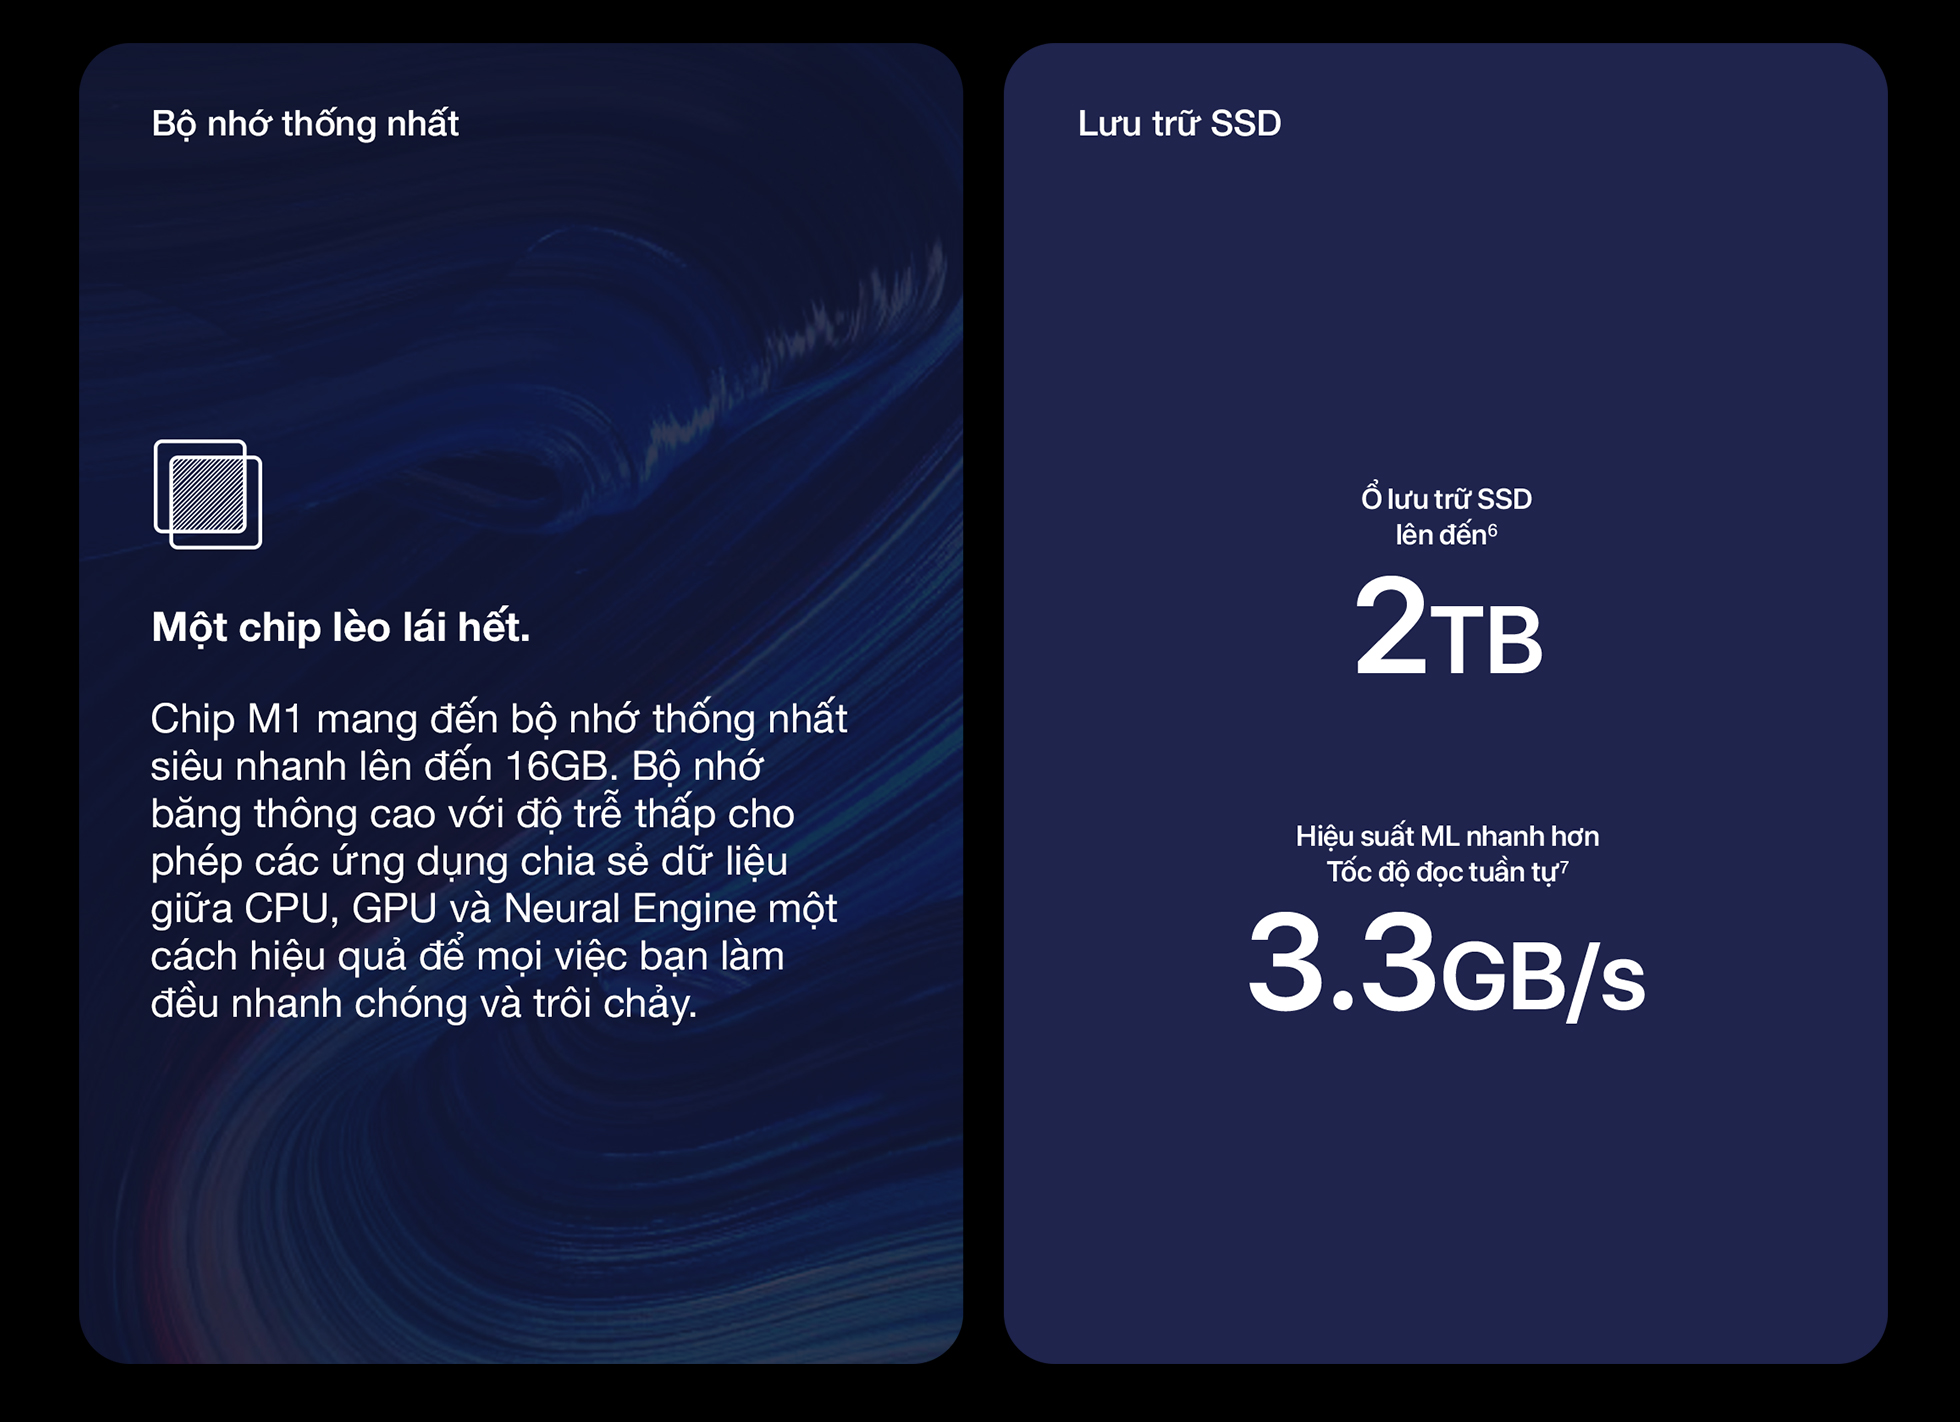 Bộ nhớ thống nhất
Một chip lèo lái hết.
Chip M1 mang đến bộ nhớ thống nhất
siêu nhanh lên đến 16GB. Bộ nhớ
băng thông cao với độ trễ thấp cho
phép các ứng dụng chia sẻ dữ liệu
giữa CPU, GPU và Neural Engine một
cách hiệu quả để mọi việc bạn làm
đều nhanh chóng và trôi chảy.
Lưu trữ SSD
Ổ lưu trữ SSD
lên đến⁶
2TB
Hiệu suất ML nhanh hơn
Tốc độ đọc tuần tự⁷
3.3GB/s